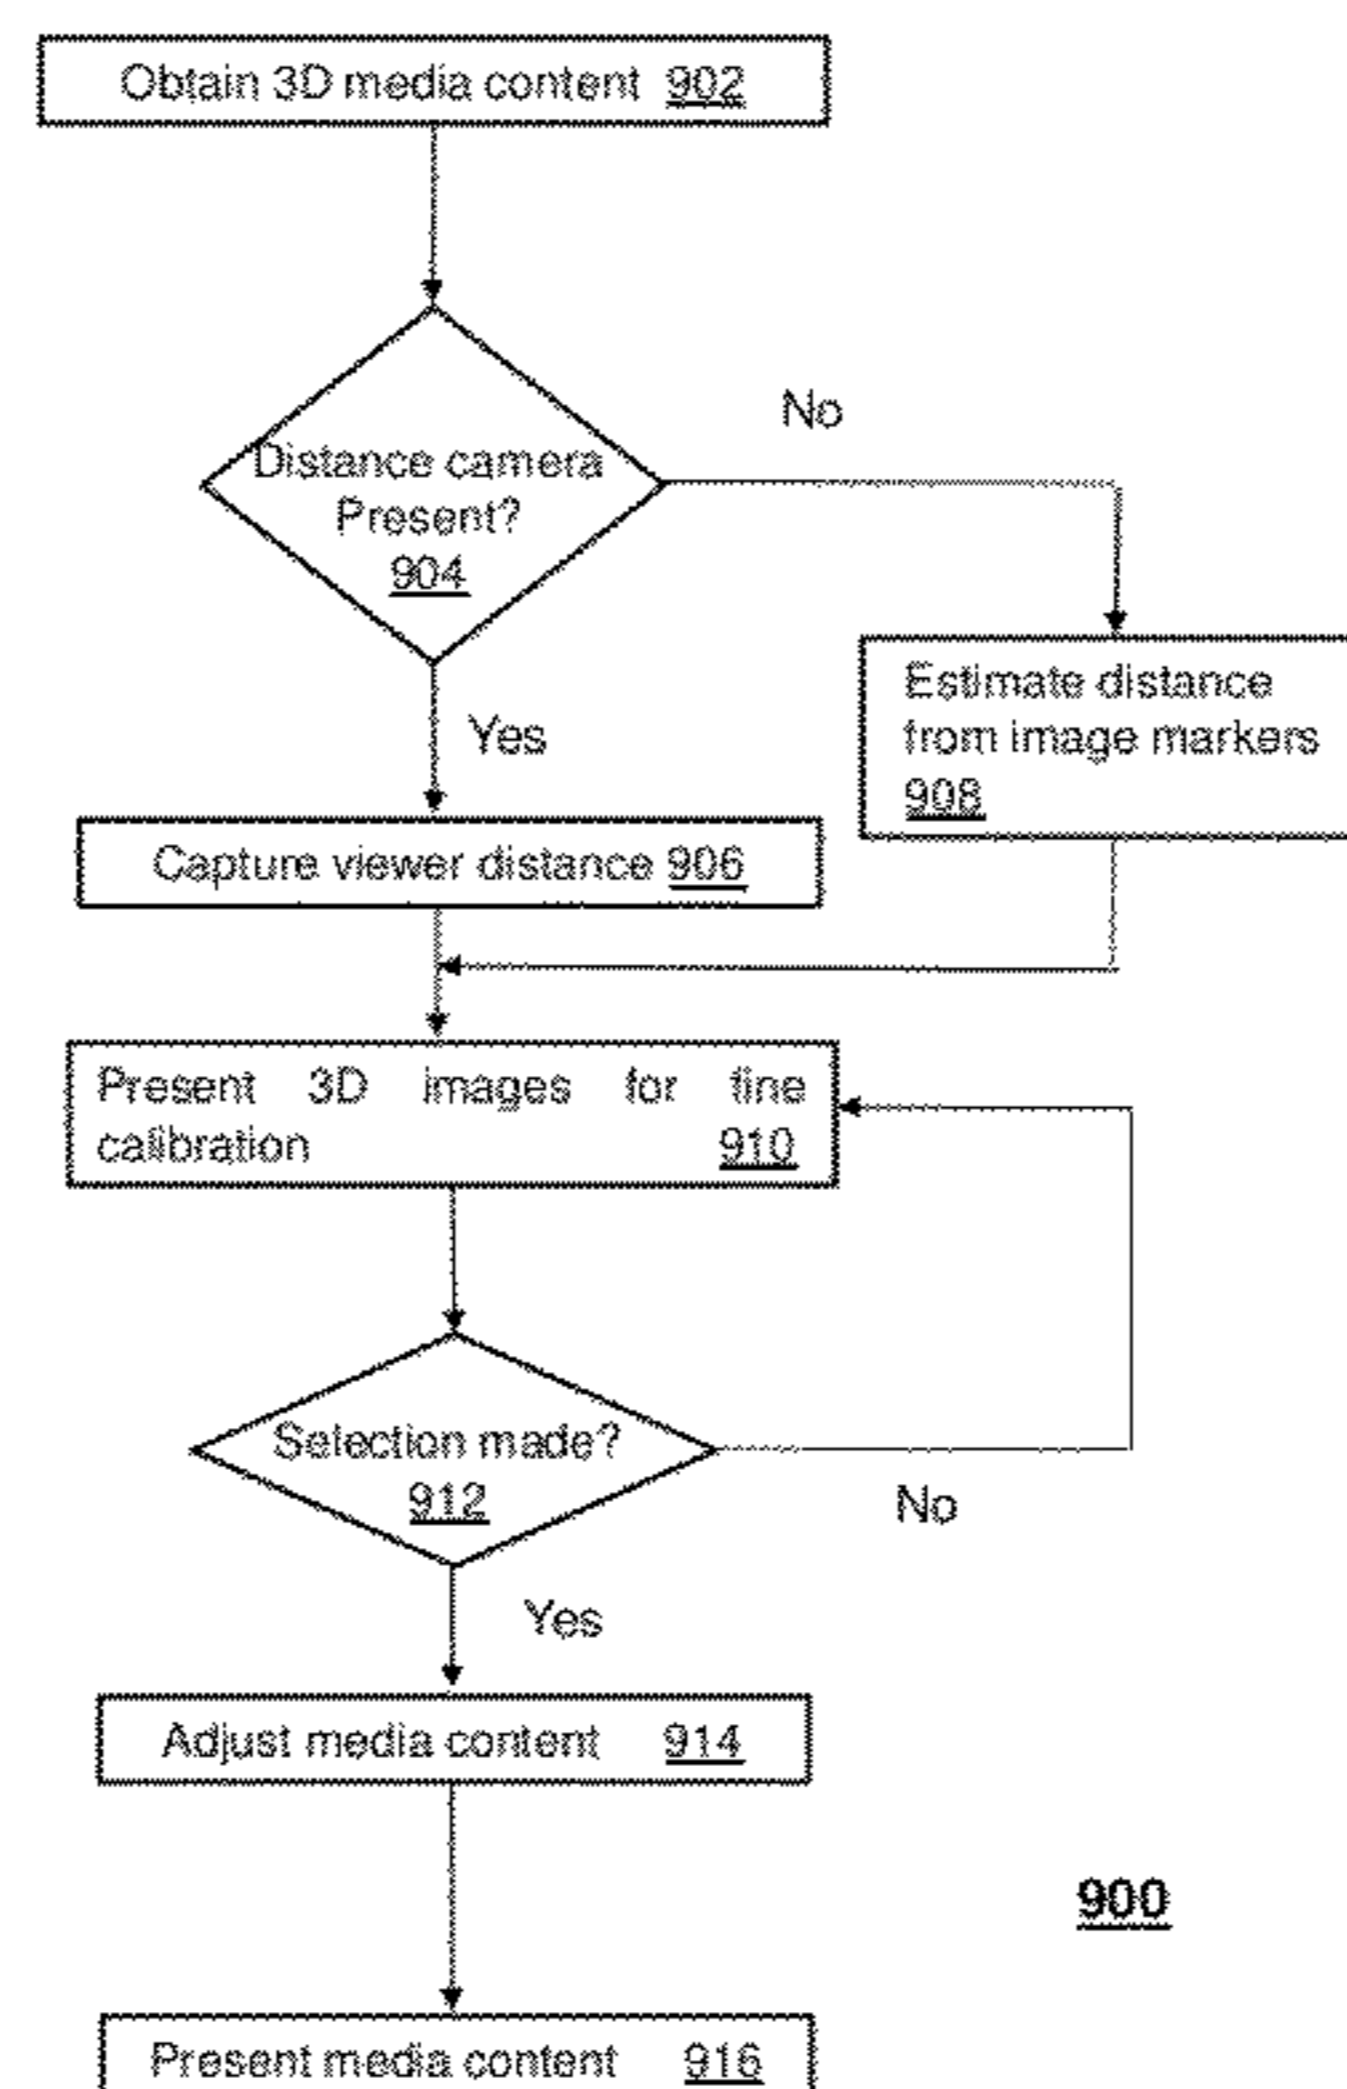 Obtain 3D media content 902
No
Distance camera
Present?
904
Estimate distance
from image markers
908
Yes
Capture viewer distance 906
Present 3D images for fine
calibration 910
Selection made?
912
No
Yes
Adjust media content 914
900
Present media content 916